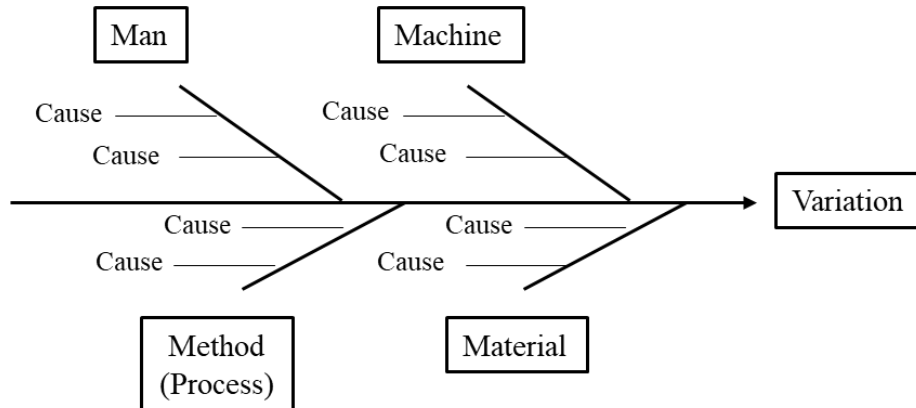 Man
Machine
Cause
Cause
Cause
Cause
Variation
Cause
Cause
Cause
Cause
Method
(Process)
Material